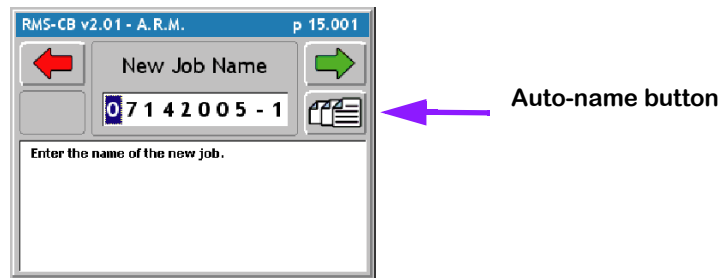 RMS-CB v2.01 - A.R.M. p 15.001
New Job Name
07142005-1
Auto-name button
Enter the name of the new job.